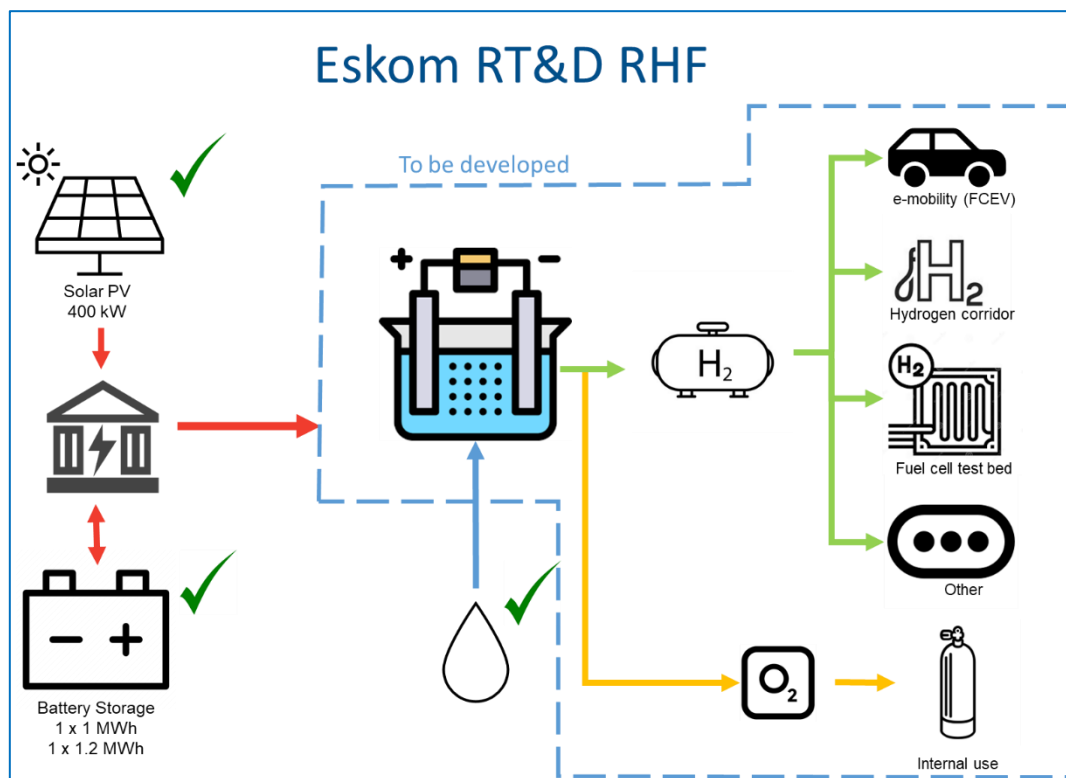 Eskom RT&D RHF
To be developed
Solar PV
400 kW
+
−
H2
e-mobility (FCEV)
H2
Hydrogen corridor
H2
Fuel cell test bed
Other
− +
Battery Storage
1 x 1 MWh
1 x 1.2 MWh
O2
Internal use